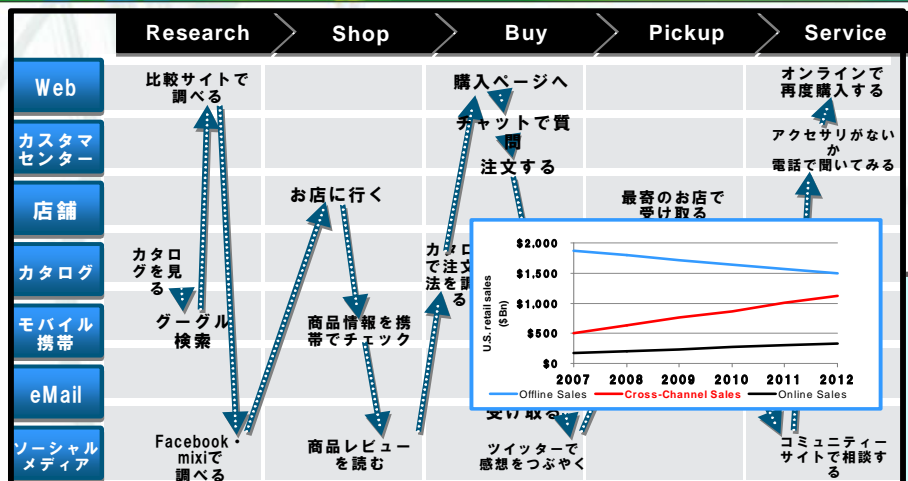 Research
Shop
Buy
Pickup
Service
Web
カスタマ
センター
店舗
カタログ
モバイル
携帯
eMail
ソーシャル
メディア
比較サイトで
調べる
カタロ
グを見
る
グーグル
検索
Facebook・
mixiで
調べる
お店に行く
商品情報を携
帯でチェック
商品レビュー
を読む
カタロ
で注文
法を調
る
購入ページへ
チャットで質
問
注文する
受け取る
ツイッターで
感想をつぶやく
最寄のお店で
受け取る
オンラインで
再度購入する
アクセサリがない
か
電話で聞いてみる
コミュニティー
サイトで相談す
る
U.S. retail sales
($Bn)
$2,000
$1,500
$1,000
$500
$0
2007 2008 2009 2010 2011 2012
Offline Sales
Cross-Channel Sales
Online Sales